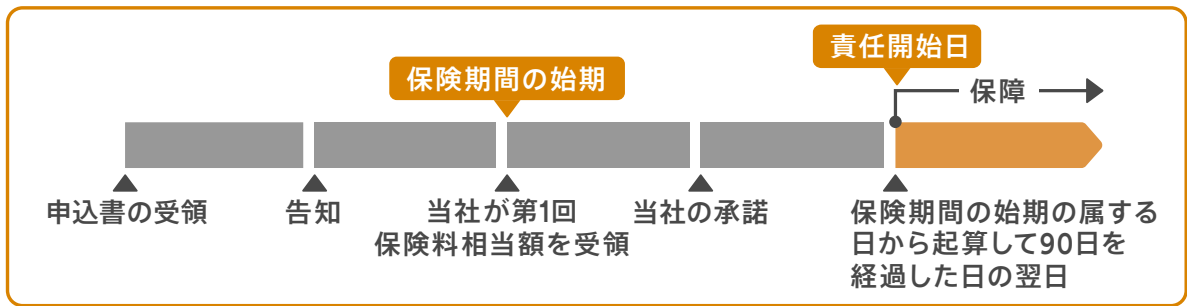 責任開始日
保険期間の始期
保障
申込書の受領
告知
当社が第1回
保険料相当額を受領
当社の承諾
保険期間の始期の属する
日から起算して90日を
経過した日の翌日